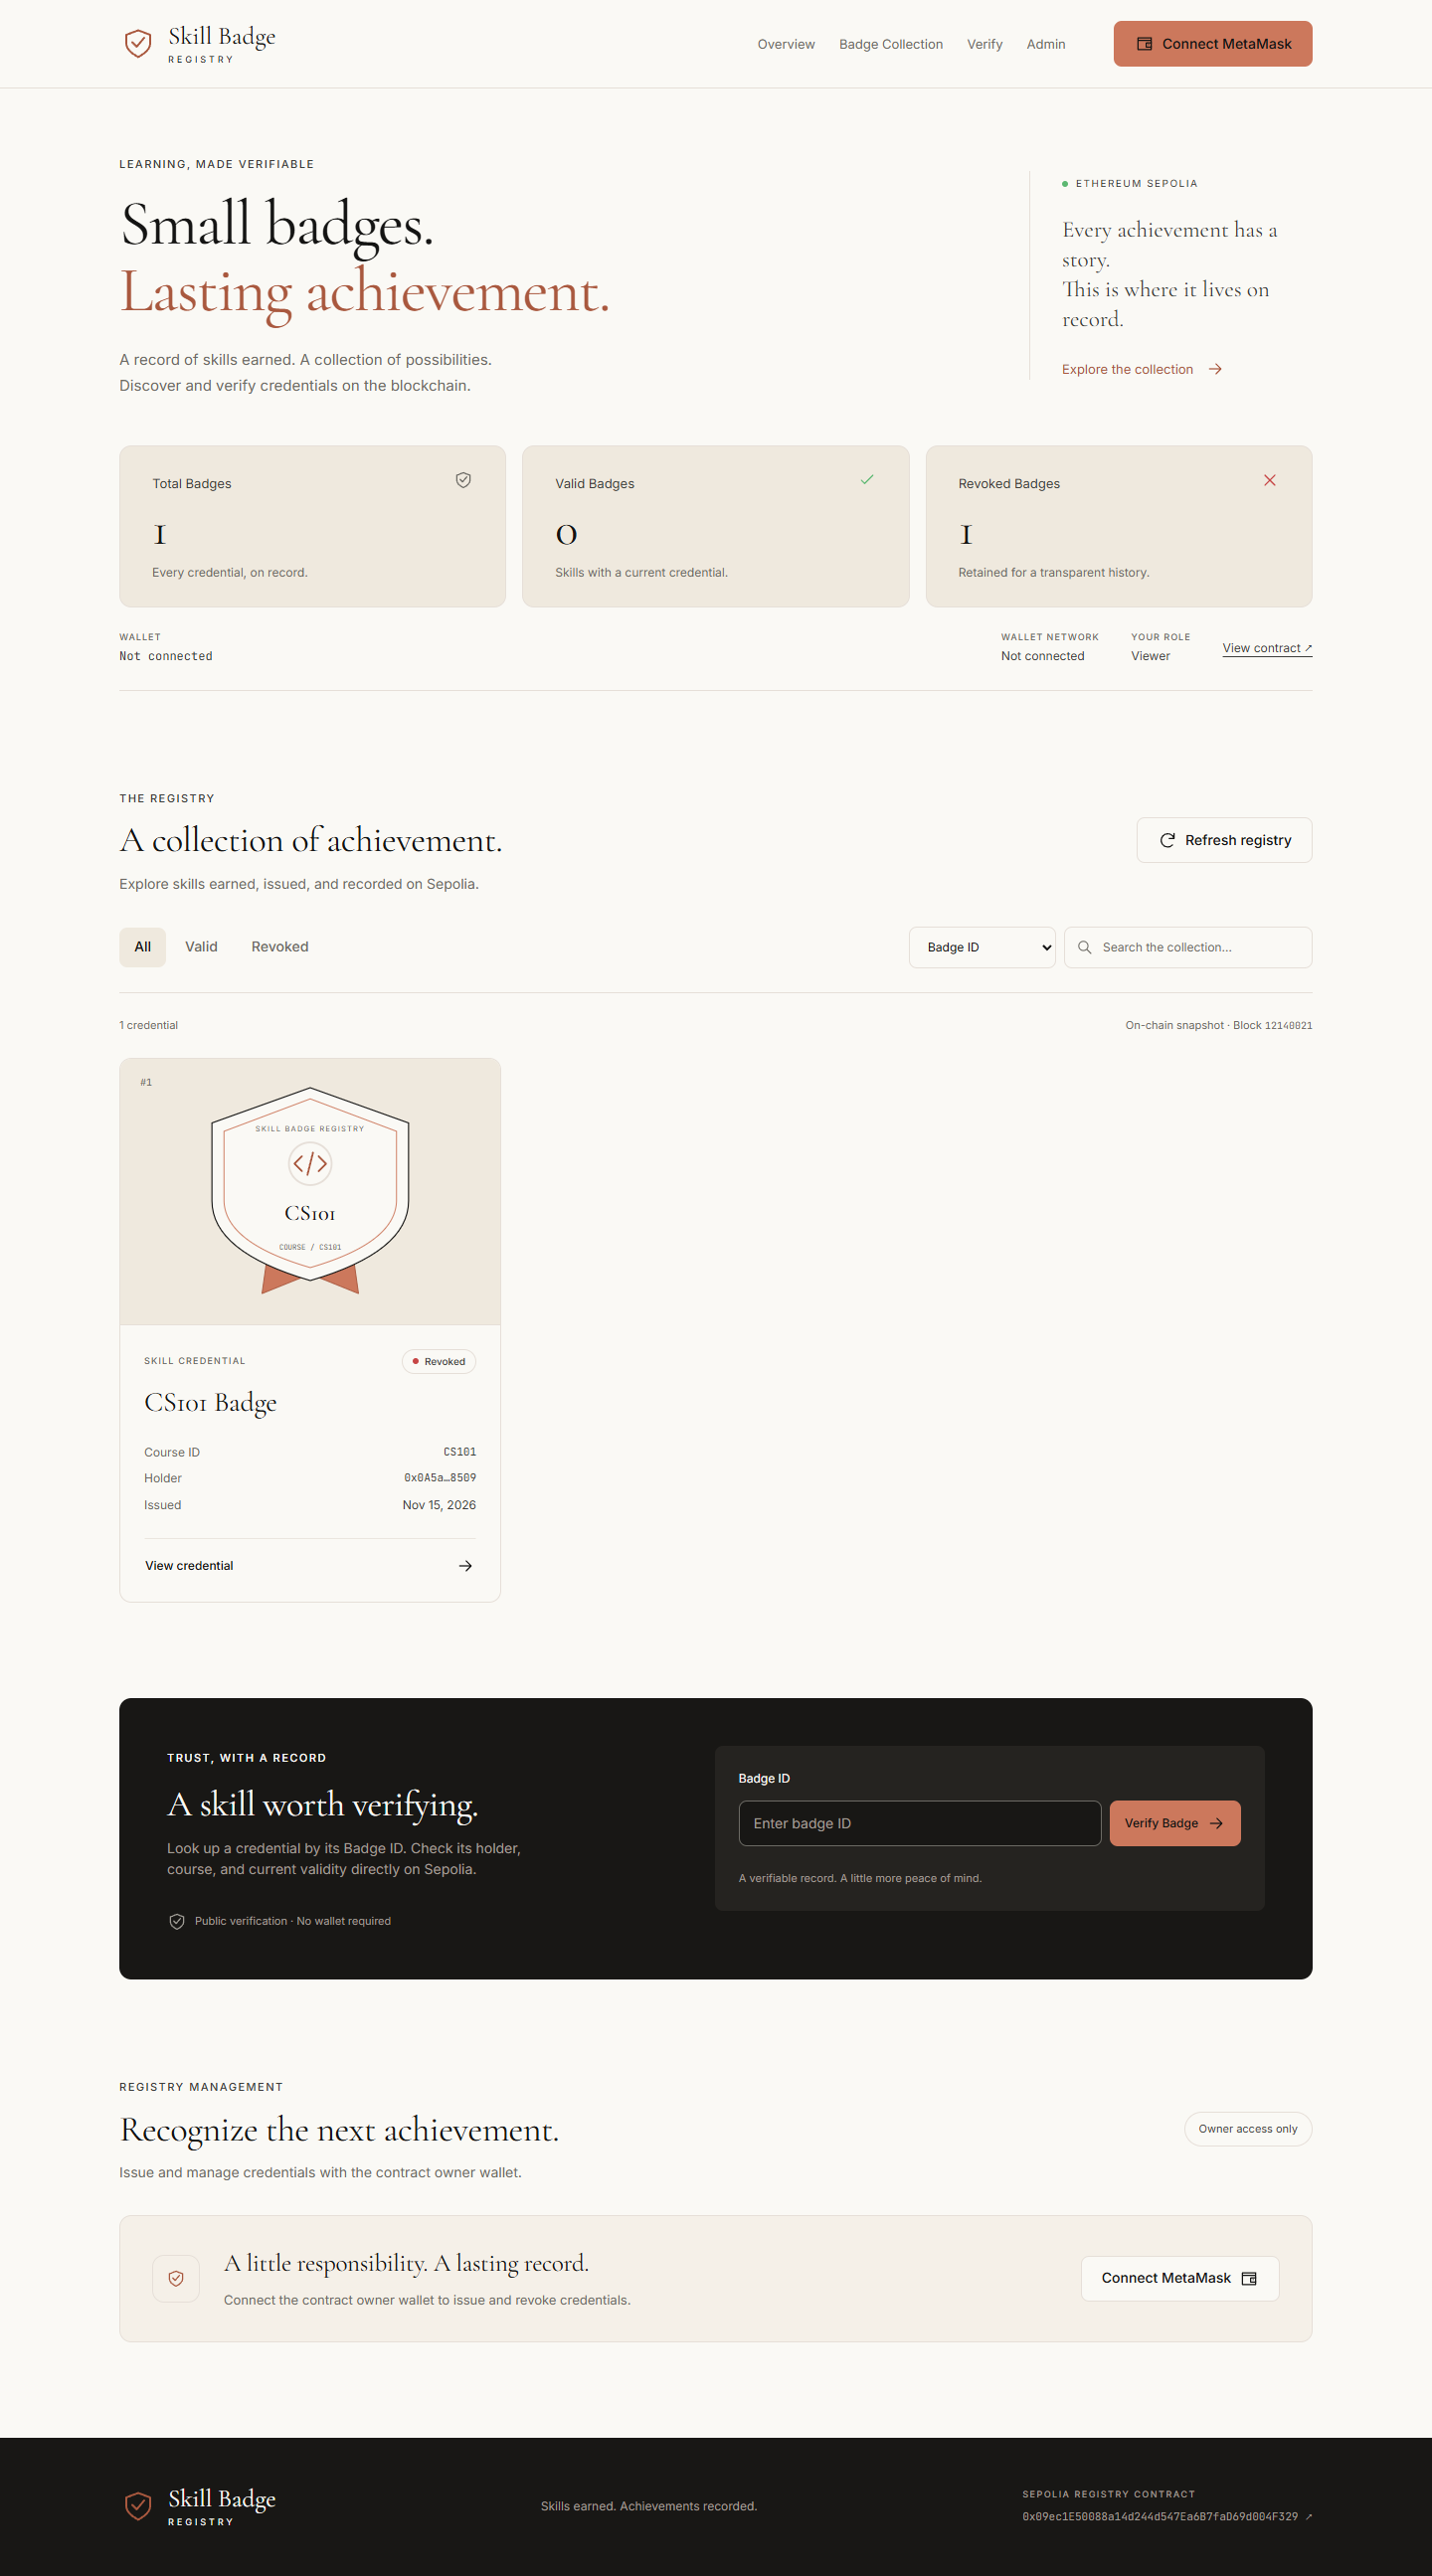 Skill Badge
REGISTRY
Overview
Badge Collection
Verify
Admin
Connect MetaMask
LEARNING, MADE VERIFIABLE
Small badges.
Lasting achievement.
A record of skills earned. A collection of possibilities.
Discover and verify credentials on the blockchain.
ETHEREUM SEPOLIA
Every achievement has a
story.
This is where it lives on
record.
Explore the collection →
Total Badges
1
Every credential, on record.
Valid Badges
0
Skills with a current credential.
Revoked Badges
1
Retained for a transparent history.
WALLET
Not connected
WALLET NETWORK
Not connected
YOUR ROLE
Viewer
View contract ↗
THE REGISTRY
A collection of achievement.
Explore skills earned, issued, and recorded on Sepolia.
Refresh registry
All
Valid
Revoked
Badge ID
Search the collection...
1 credential
On-chain snapshot · Block 12140021
#1
SKILL BADGE REGISTRY
</>
CS101
COURSE / CS101
SKILL CREDENTIAL
Revoked
CS101 Badge
Course ID
CS101
Holder
0x0A5a…8509
Issued
Nov 15, 2026
View credential →
TRUST, WITH A RECORD
A skill worth verifying.
Look up a credential by its Badge ID. Check its holder,
course, and current validity directly on Sepolia.
Public verification · No wallet required
Badge ID
Enter badge ID
Verify Badge →
A verifiable record. A little more peace of mind.
REGISTRY MANAGEMENT
Recognize the next achievement.
Issue and manage credentials with the contract owner wallet.
Owner access only
A little responsibility. A lasting record.
Connect the contract owner wallet to issue and revoke credentials.
Connect MetaMask
Skill Badge
REGISTRY
Skills earned. Achievements recorded.
SEPOLIA REGISTRY CONTRACT
0x09ec1E50088a14d244d547Ea6B7faD69d004F329 ↗